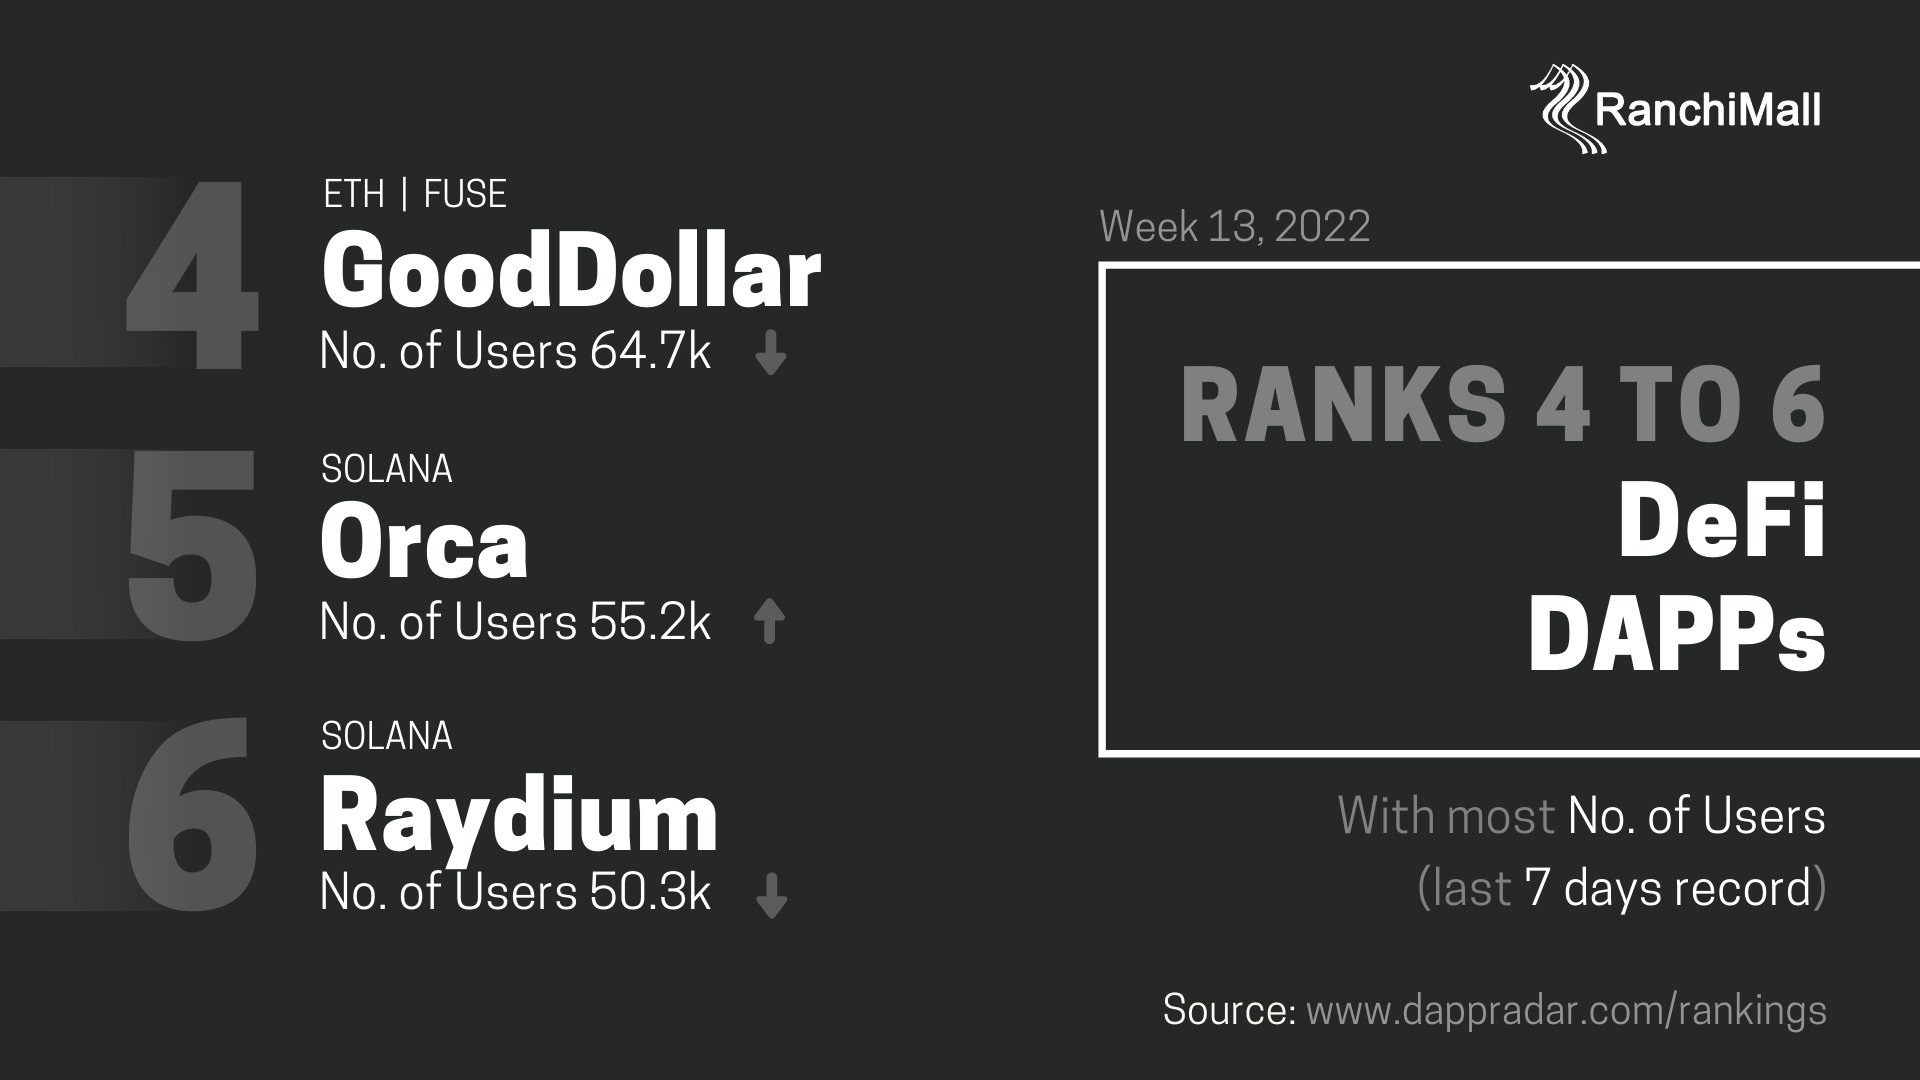 RanchiMall
4
ETH | FUSE
GoodDollar
No. of Users 64.7k
5
SOLANA
Orca
No. of Users 55.2k
6
SOLANA
Raydium
No. of Users 50.3k
Week 13, 2022
RANKS 4 TO 6
DeFi
DAPPs
With most No. of Users
(last 7 days record)
Source: www.dappradar.com/rankings